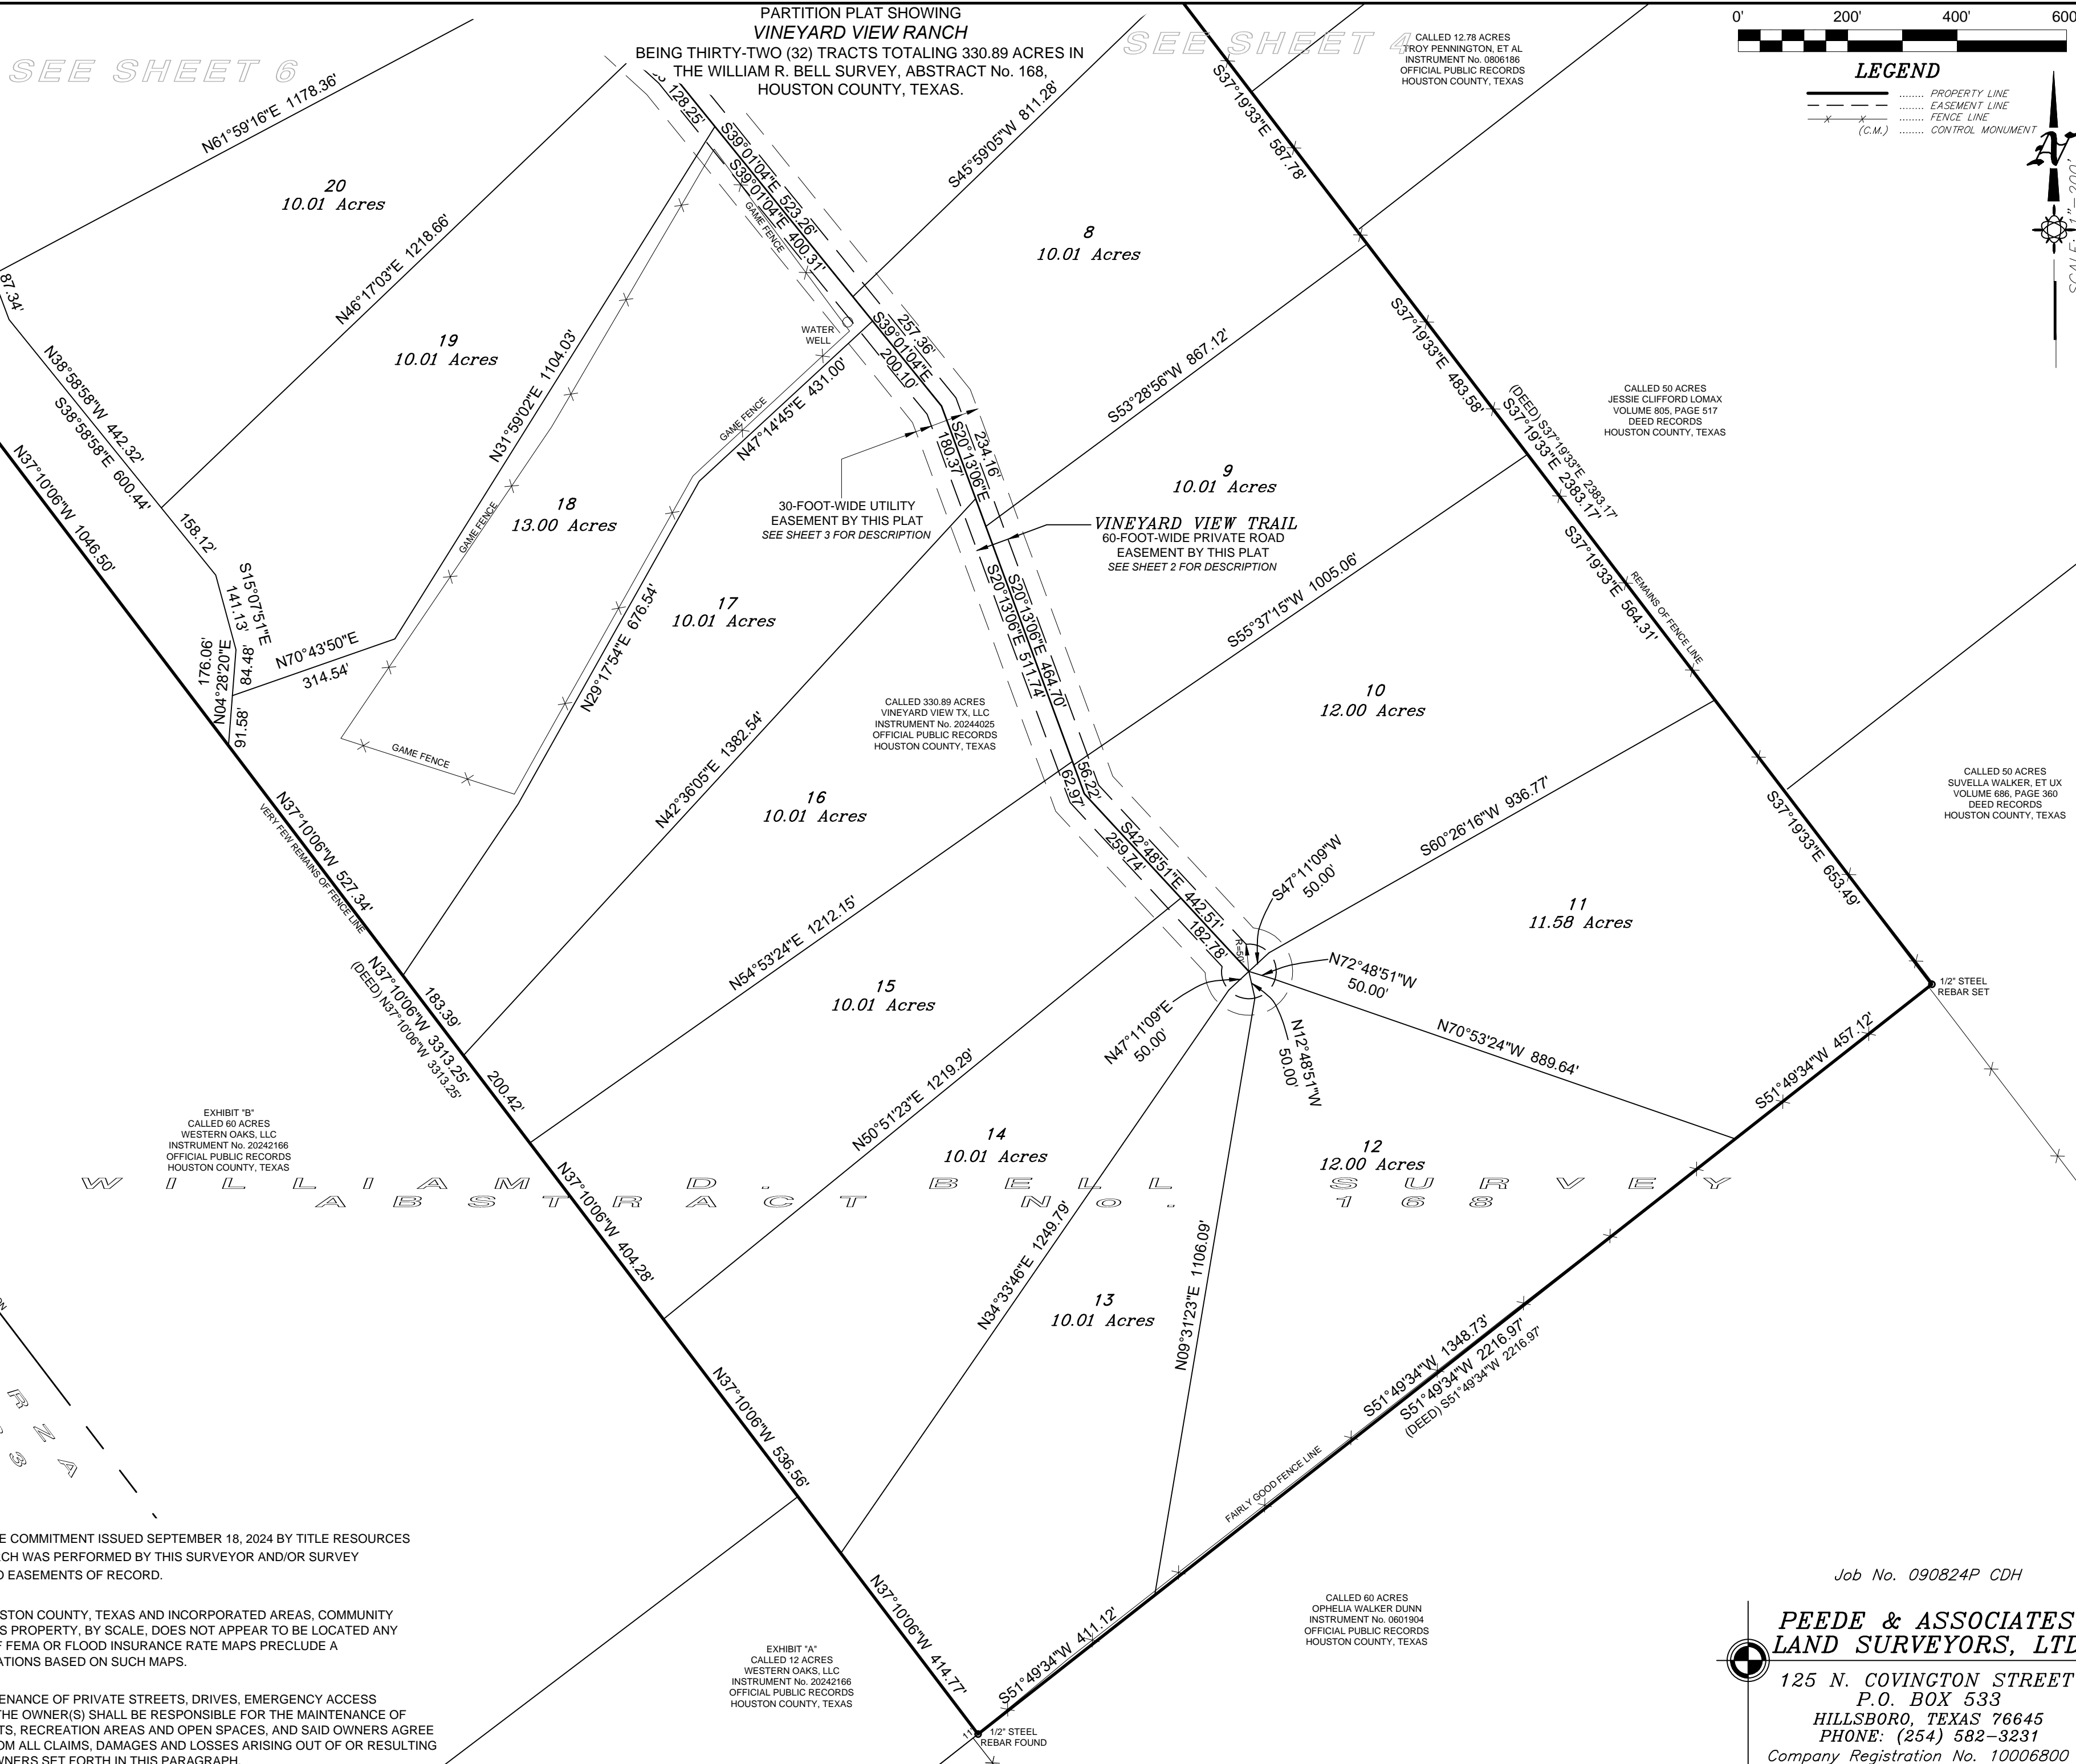 PARTITION PLAT SHOWING
VINEYARD VIEW RANCH
BEING THIRTY-TWO (32) TRACTS TOTALING 330.89 ACRES IN
THE WILLIAM R. BELL SURVEY, ABSTRACT No. 168,
HOUSTON COUNTY, TEXAS.
SEE SHEET 6
SEE SHEET 4
CALLED 12.78 ACRES
TROY PENNINGTON, ET AL
INSTRUMENT No. 0806186
OFFICIAL PUBLIC RECORDS
HOUSTON COUNTY, TEXAS
0' 200' 400' 600
LEGEND
........ PROPERTY LINE
........ EASEMENT LINE
........ FENCE LINE
(C.M.) ........ CONTROL MONUMENT
N
SCALE: 1"=200'
N61°59'16"E 1178.36'
20
10.01 Acres
N46°17'03"E 1218.66'
87.34'
N38°58'58"W 442.32'
S38°58'58"E 600.44'
158.12'
19
10.01 Acres
N31°59'02"E 1104.03'
128.25'
S39°01'04"E 523.26'
S39°01'04"E 400.31'
GAME FENCE
WATER
WELL
S45°59'05"W 811.28'
8
10.01 Acres
S37°19'33"E 587.78'
S39°01'04"E
257.36'
200.10'
N47°14'45"E 431.00'
GAME FENCE
S53°28'56"W 867.12'
S37°19'33"E 483.58'
(DEED) S37°19'33"E 2383.17'
S37°19'33"E 2383.17'
CALLED 50 ACRES
JESSIE CLIFFORD LOMAX
VOLUME 805, PAGE 517
DEED RECORDS
HOUSTON COUNTY, TEXAS
S20°13'06"E
234.16'
180.37'
9
10.01 Acres
18
13.00 Acres
GAME FENCE
30-FOOT-WIDE UTILITY
EASEMENT BY THIS PLAT
SEE SHEET 3 FOR DESCRIPTION
VINEYARD VIEW TRAIL
60-FOOT-WIDE PRIVATE ROAD
EASEMENT BY THIS PLAT
SEE SHEET 2 FOR DESCRIPTION
N37°10'06"W 1046.50'
S15°07'51"E
141.13'
176.06'
N04°28'20"E
84.48'
91.58'
N70°43'50"E
314.54'
N29°17'54"E 676.54'
17
10.01 Acres
S20°13'06"E 464.70'
S20°13'06"E 511.74'
S55°37'15"W 1005.06'
S37°19'33"E 564.31'
REMAINS OF FENCE LINE
CALLED 330.89 ACRES
VINEYARD VIEW TX, LLC
INSTRUMENT No. 20244025
OFFICIAL PUBLIC RECORDS
HOUSTON COUNTY, TEXAS
10
12.00 Acres
GAME FENCE
N42°36'05"E 1382.54'
16
10.01 Acres
56.22'
62.97'
S42°48'51"E 442.51'
259.74'
182.78'
CALLED 50 ACRES
SUVELLA WALKER, ET UX
VOLUME 686, PAGE 360
DEED RECORDS
HOUSTON COUNTY, TEXAS
S60°26'16"W 936.77'
S37°19'33"E 653.49'
N37°10'06"W 527.34'
VERY FEW REMAINS OF FENCE LINE
S47°11'09"W
50.00'
R=50'
11
11.58 Acres
N54°53'24"E 1212.15'
15
10.01 Acres
N72°48'51"W
50.00'
N47°11'09"E
50.00'
N12°48'51"W
50.00'
N70°53'24"W 889.64'
1/2" STEEL
REBAR SET
S51°49'34"W 457.12'
183.39'
N37°10'06"W 3313.25'
(DEED) N37°10'06"W 3313.25'
200.42'
EXHIBIT "B"
CALLED 60 ACRES
WESTERN OAKS, LLC
INSTRUMENT No. 20242166
OFFICIAL PUBLIC RECORDS
HOUSTON COUNTY, TEXAS
N50°51'23"E 1219.29'
14
10.01 Acres
12
12.00 Acres
WILLIAM D. BELL SURVEY
ABSTRACT No. 168
N37°10'06"W 404.28'
N34°33'46"E 1249.79'
13
10.01 Acres
N09°31'23"E 1106.09'
S51°49'34"W 1348.73'
S51°49'34"W 2216.97'
(DEED) S51°49'34"W 2216.97'
FAIRLY GOOD FENCE LINE
N37°10'06"W 536.56'
R Z A
3
E COMMITMENT ISSUED SEPTEMBER 18, 2024 BY TITLE RESOURCES
CH WAS PERFORMED BY THIS SURVEYOR AND/OR SURVEY
EASEMENTS OF RECORD.
STON COUNTY, TEXAS AND INCORPORATED AREAS, COMMUNITY
S PROPERTY, BY SCALE, DOES NOT APPEAR TO BE LOCATED ANY
F FEMA OR FLOOD INSURANCE RATE MAPS PRECLUDE A
ATIONS BASED ON SUCH MAPS.
ENANCE OF PRIVATE STREETS, DRIVES, EMERGENCY ACCESS
THE OWNER(S) SHALL BE RESPONSIBLE FOR THE MAINTENANCE OF
TS, RECREATION AREAS AND OPEN SPACES, AND SAID OWNERS AGREE
OM ALL CLAIMS, DAMAGES AND LOSSES ARISING OUT OF OR RESULTING
WNERS SET FORTH IN THIS PARAGRAPH.
EXHIBIT "A"
CALLED 12 ACRES
WESTERN OAKS, LLC
INSTRUMENT No. 20242166
OFFICIAL PUBLIC RECORDS
HOUSTON COUNTY, TEXAS
N37°10'06"W 414.77'
S51°49'34"W 411.12'
1/2" STEEL
REBAR FOUND
CALLED 60 ACRES
OPHELIA WALKER DUNN
INSTRUMENT No. 0601904
OFFICIAL PUBLIC RECORDS
HOUSTON COUNTY, TEXAS
Job No. 090824P CDH
PEEDE & ASSOCIATES
LAND SURVEYORS, LTD
125 N. COVINGTON STREET
P.O. BOX 533
HILLSBORO, TEXAS 76645
PHONE: (254) 582-3231
Company Registration No. 10006800